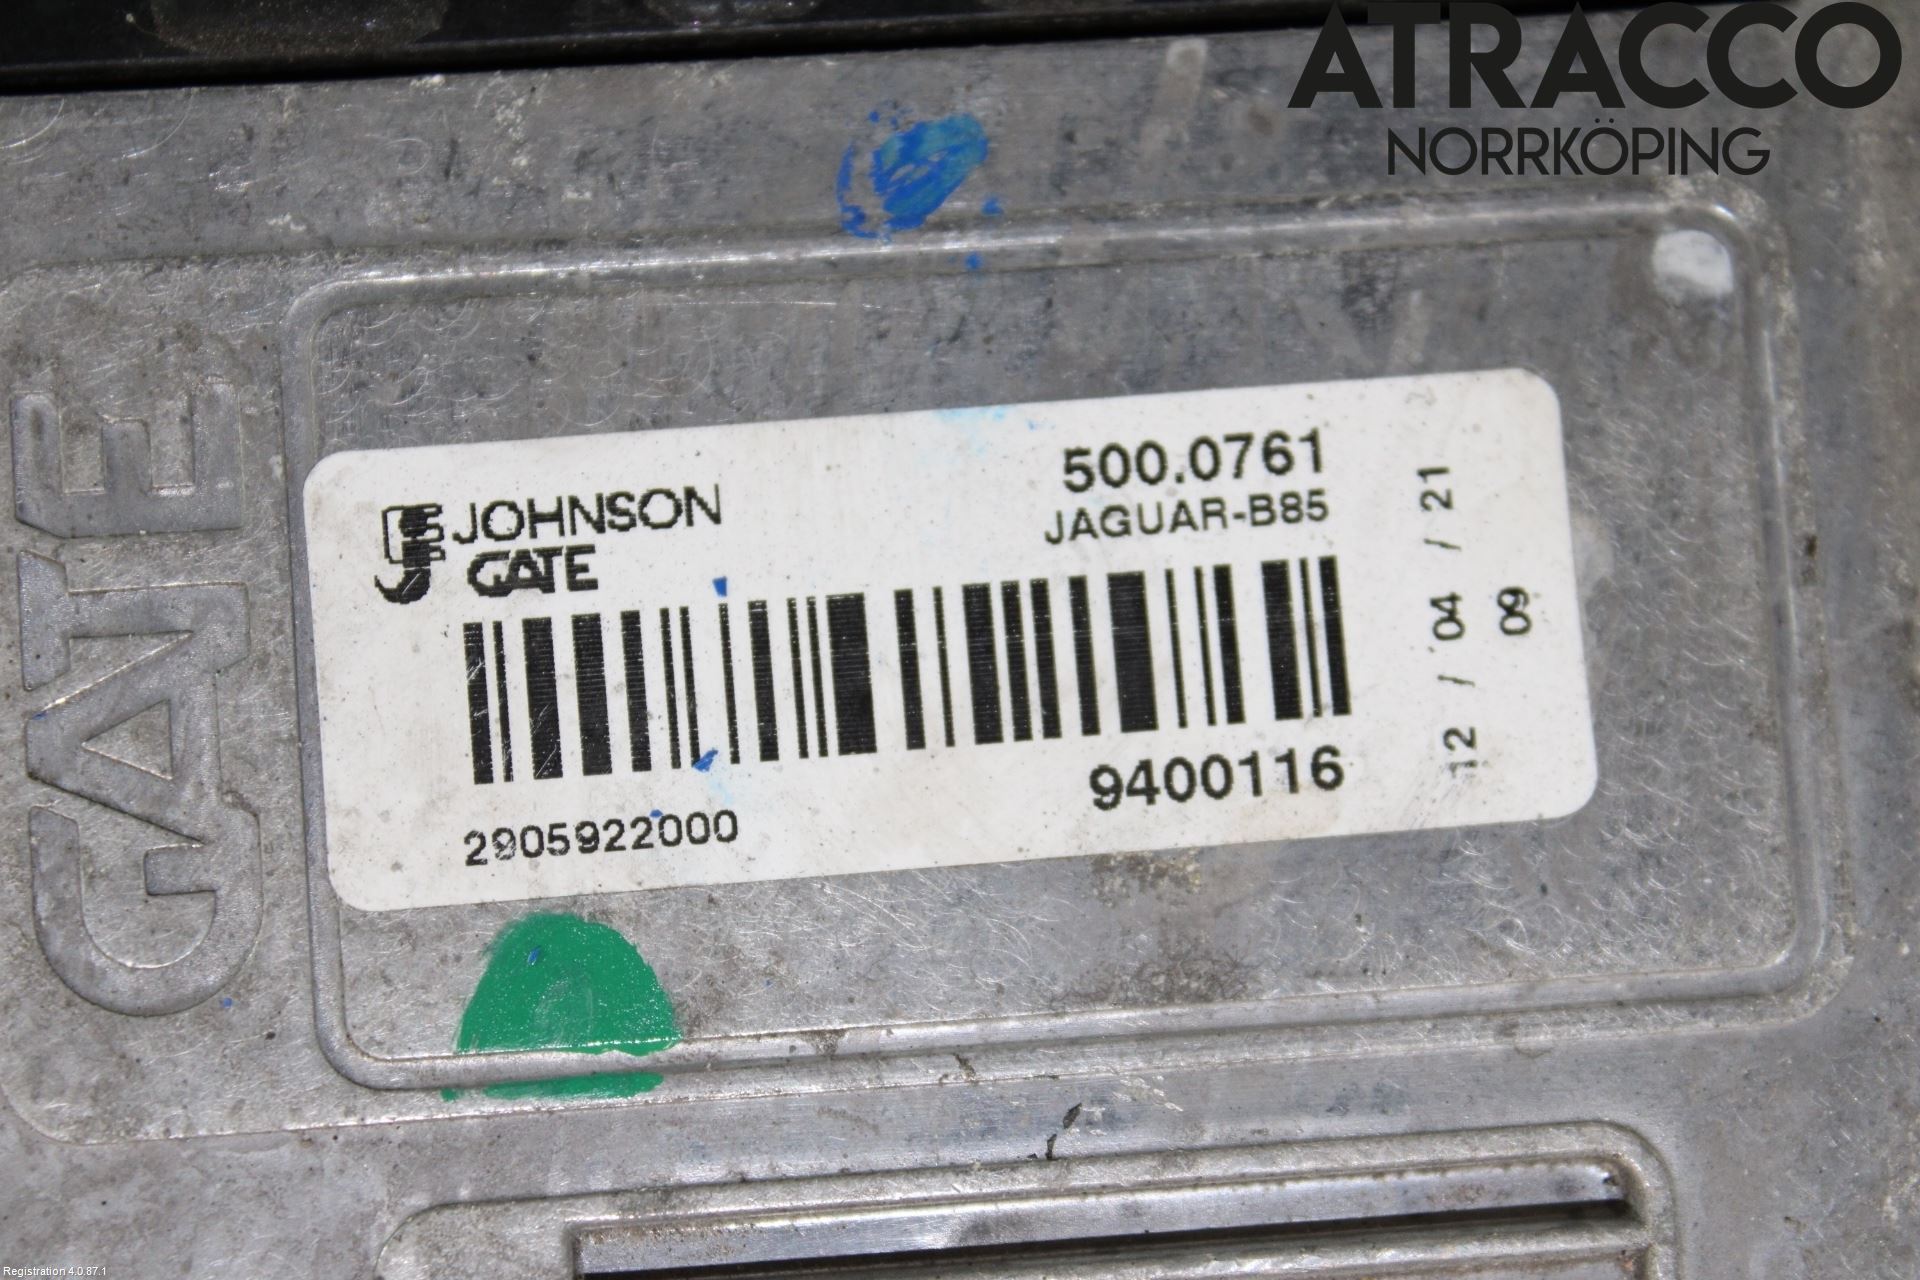 ATRACCO
NORRKÖPING
GATE
JOHNSON
GATE
500.0761
JAGUAR-B85
12 / 04 / 21
09
9400116
2905922000
Registration 4.0.87.1